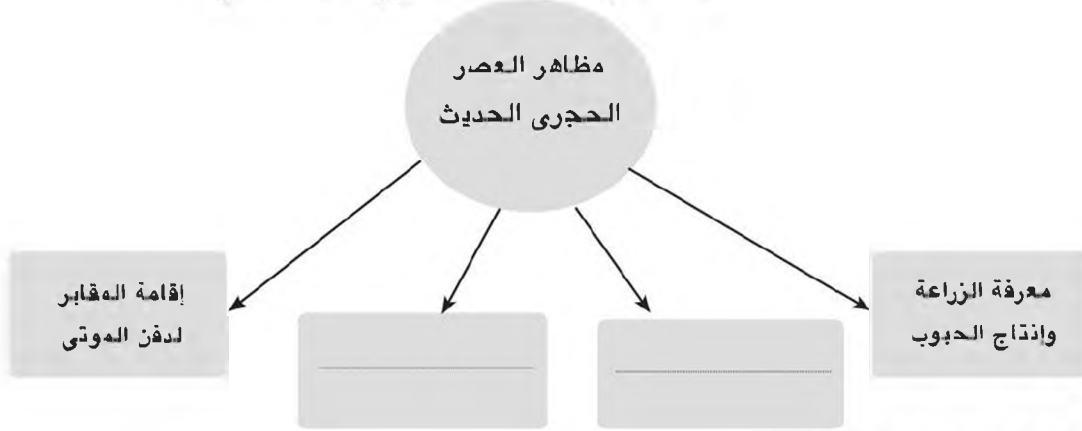 مظاهر العصر
الحجرى الحديث
معرفة الزراعة
وإنتاج الحبوب
إقامة المقابر
لدفن الموتى